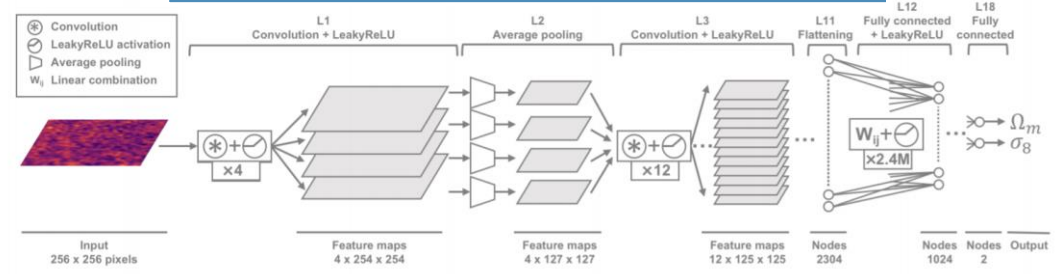 Convolution
LeakyReLU activation
Average pooling
Wij Linear combination
L1
Convolution + LeakyReLU
L2
Average pooling
L3
Convolution + LeakyReLU
L11
Flattening
L12
Fully connected
+ LeakyReLU
L18
Fully
connected
+
×4
+
×12
Wij +
×2.4M
Ωm
σ8
Input
256 x 256 pixels
Feature maps
4 x 254 x 254
Feature maps
4 x 127 x 127
Feature maps
12 x 125 x 125
Nodes
2304
Nodes
1024
Nodes
2
Output